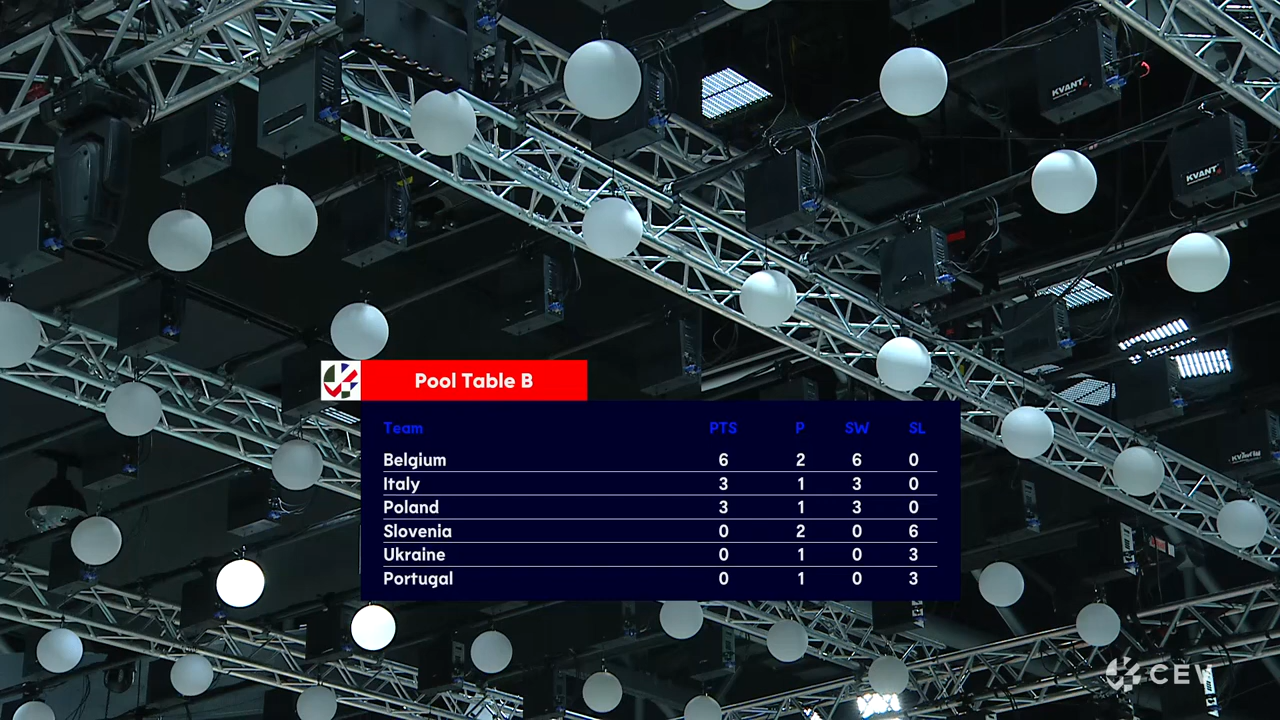 KVANT
KVANT
Pool Table B
Team PTS P SW SL
Belgium 6 2 6 0
Italy 3 1 3 0
Poland 3 1 3 0
Slovenia 0 2 0 6
Ukraine 0 1 0 3
Portugal 0 1 0 3
CEV